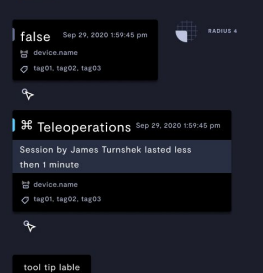 false Sep 29, 2020 1:59:45 pm
RADIUS 4
device.name
tag01, tag02, tag03
⌘ Teleoperations Sep 29, 2020 1:59:45 pm
Session by James Turnshek lasted less
then 1 minute
device.name
tag01, tag02, tag03
tool tip lable